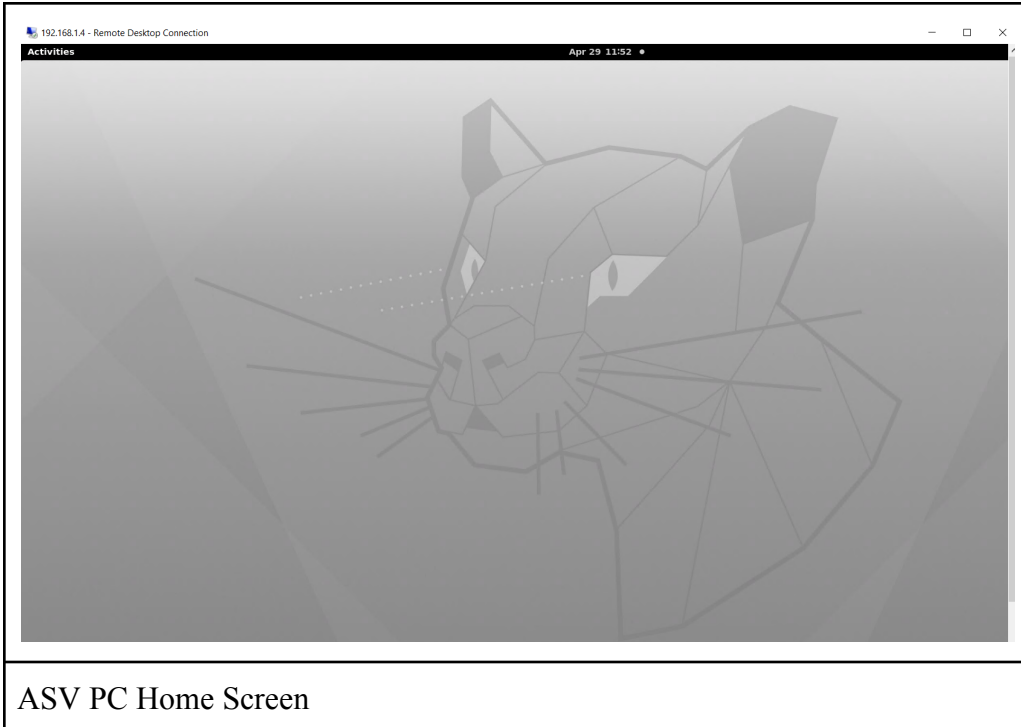 192.168.1.4 - Remote Desktop Connection
Activities
Apr 29 11:52
ASV PC Home Screen